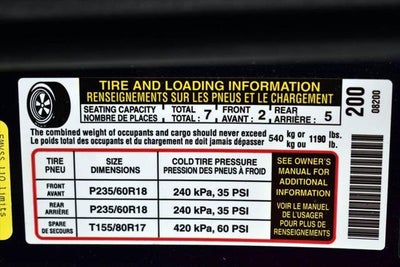 TIRE AND LOADING INFORMATION
RENSEIGNEMENTS SUR LES PNEUS ET LE CHARGEMENT
SEATING CAPACITY TOTAL : 7 FRONT : 2 REAR : 5
NOMBRE DE PLACES TOTAL AVANT ARRIÈRE
200
08200
The combined weight of occupants and cargo should never exceed 540 kg or 1190 lbs.
Le poids total des occupants et du chargement ne doit jamais dépasser kg ou lb.
TIRE SIZE COLD TIRE PRESSURE
PNEU DIMENSIONS PRESSION DES PNEUS À FROID
FRONT
AVANT P235/60R18 240 kPa, 35 PSI
REAR
ARRIÈRE P235/60R18 240 kPa, 35 PSI
SPARE
DE SECOURS T155/80R17 420 kPa, 60 PSI
SEE OWNER'S
MANUAL FOR
ADDITIONAL
INFORMATION
VOIR LE MANUEL
DE L'USAGER
POUR PLUS DE
RENSEIGNEMENTS